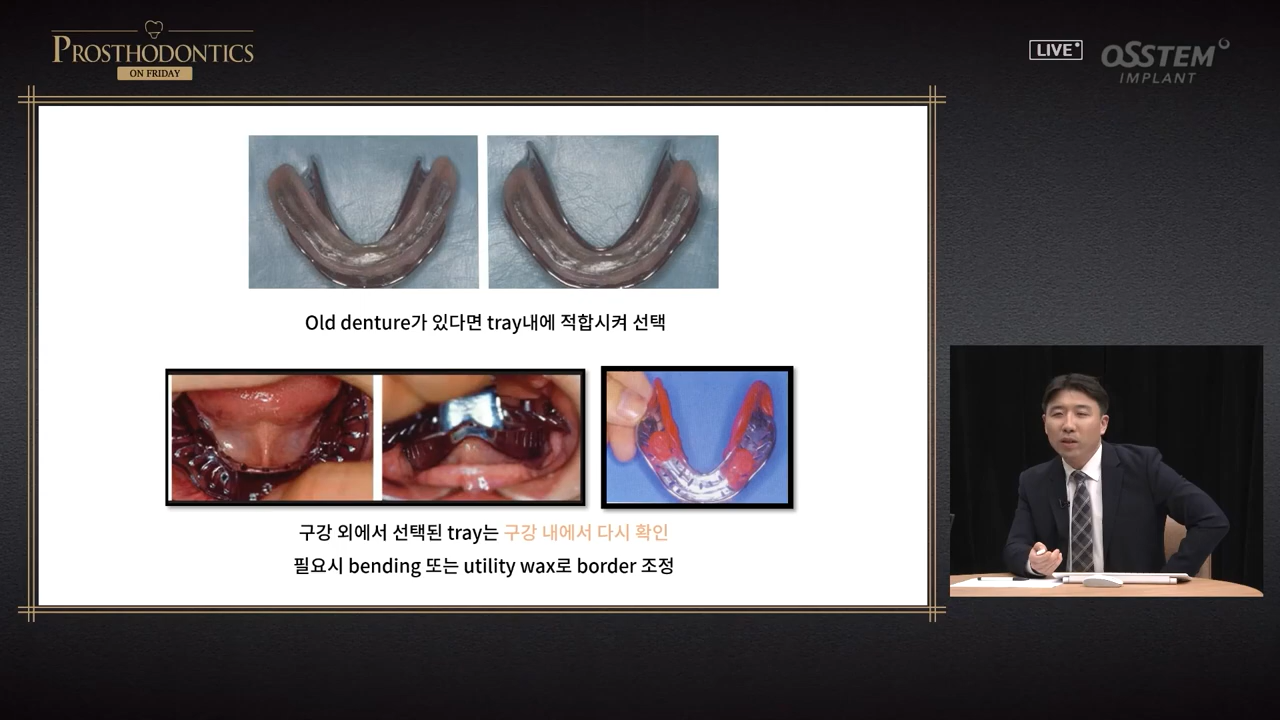 PROSTHODONTICS
ON FRIDAY
LIVE
OSSTEM
IMPLANT
Old denture가 있다면 tray내에 적합시켜 선택
구강 외에서 선택된 tray는 구강 내에서 다시 확인
필요시 bending 또는 utility wax로 border 조정